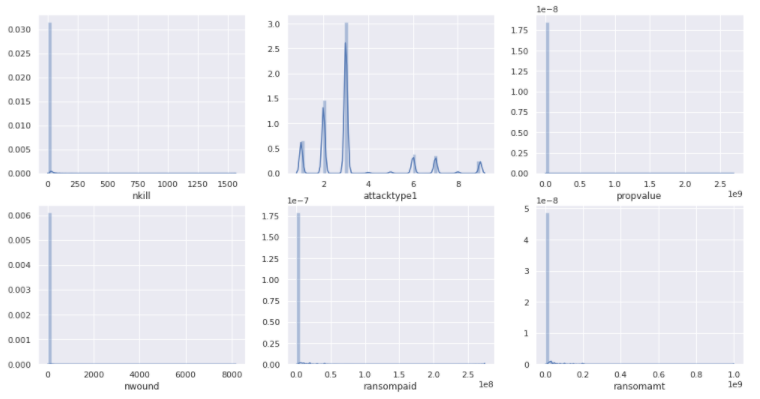 0.030
0.025
0.020
0.015
0.010
0.005
0.000
0 250 500 750 1000 1250 1500
nkill
3.0
2.5
2.0
1.5
1.0
0.5
0.0
2 4 6 8
attacktype1
1e−8
1.75
1.50
1.25
1.00
0.75
0.50
0.25
0.00
0.0 0.5 1.0 1.5 2.0 2.5
1e9
propvalue
0.006
0.005
0.004
0.003
0.002
0.001
0.000
0 2000 4000 6000 8000
nwound
1e−7
1.75
1.50
1.25
1.00
0.75
0.50
0.25
0.00
0.0 0.5 1.0 1.5 2.0 2.5
1e8
ransompaid
1e−8
5
4
3
2
1
0
0.0 0.2 0.4 0.6 0.8 1.0
1e9
ransomamt